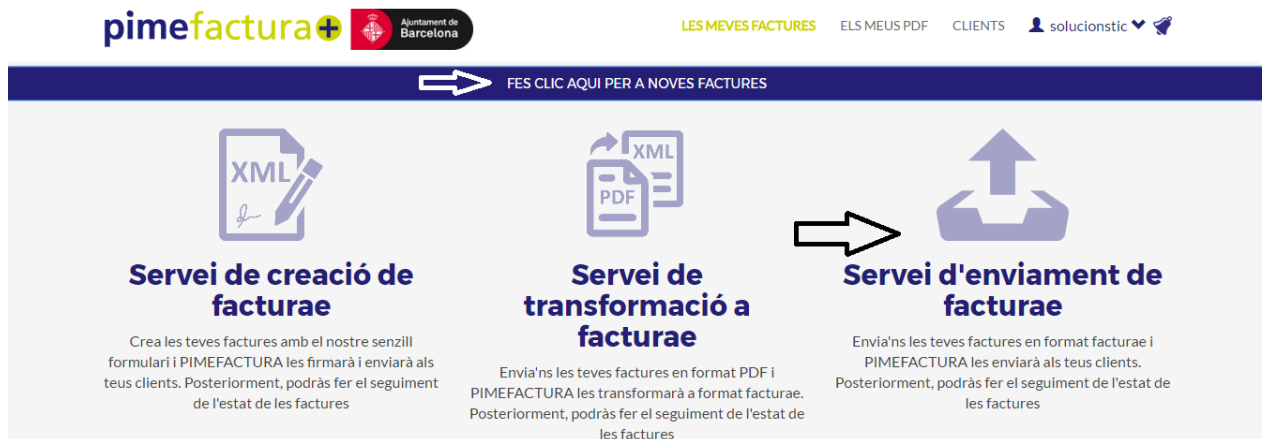 pimefactura+ Ajuntament de Barcelona LES MEVES FACTURES ELS MEUS PDF CLIENTS solucionstic
FES CLIC AQUI PER A NOVES FACTURES
XML
XML
PDF
Servei de creació de
facturae
Crea les teves factures amb el nostre senzill
formulari i PIMEFACTURA les firmarà i enviarà als
teus clients. Posteriorment, podràs fer el seguiment
de l'estat de les factures
Servei de
transformació a
facturae
Envia'ns les teves factures en format PDF i
PIMEFACTURA les transformarà a format facturae.
Posteriorment, podràs fer el seguiment de l'estat de
les factures
Servei d'enviament de
facturae
Envia'ns les teves factures en format facturae i
PIMEFACTURA les enviarà als teus clients.
Posteriorment, podràs fer el seguiment de l'estat de
les factures